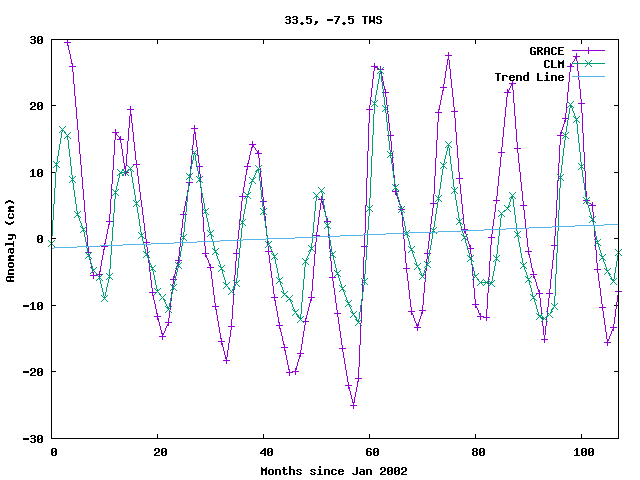 33.5, -7.5 TWS
GRACE
CLM
Trend Line
Anomaly (cm)
30
20
10
0
-10
-20
-30
0 20 40 60 80 100
Months since Jan 2002